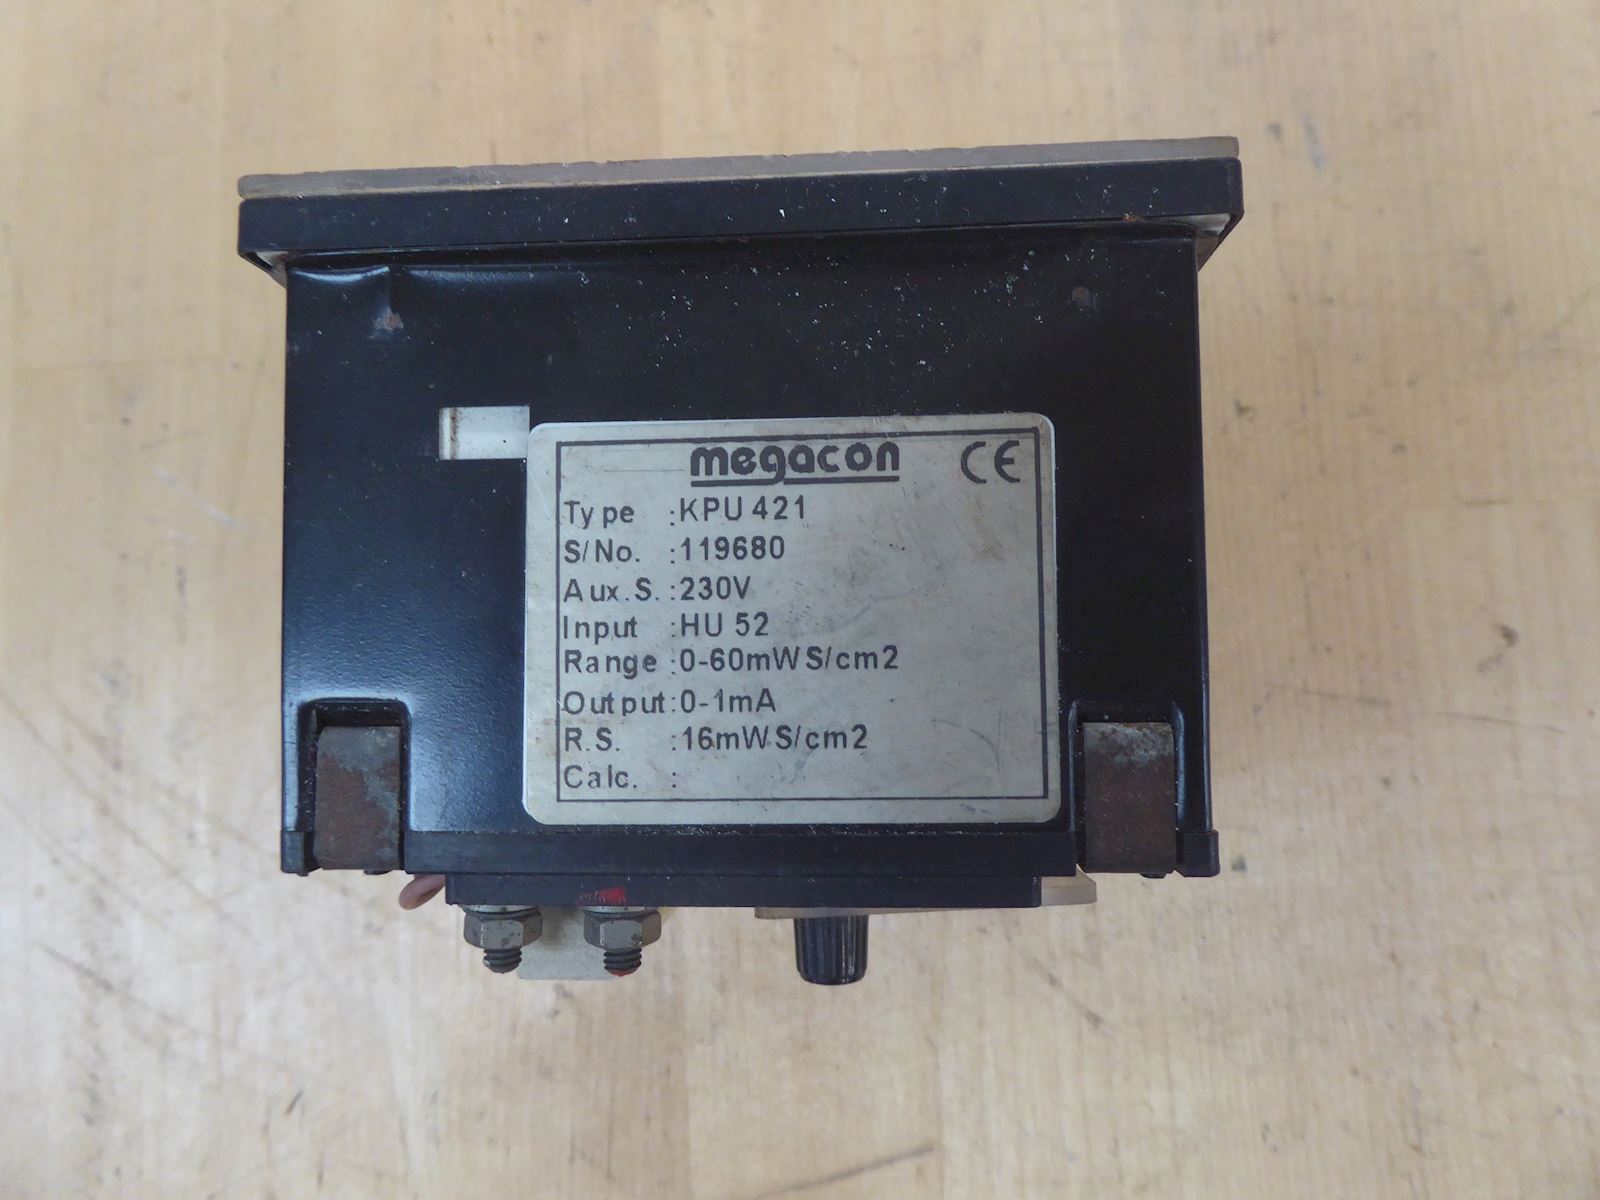 megacon CE
Type :KPU 421
S/No. :119680
Aux.S. :230V
Input :HU 52
Range :0-60mWS/cm2
Output:0-1mA
R.S. :16mWS/cm2
Calc. :